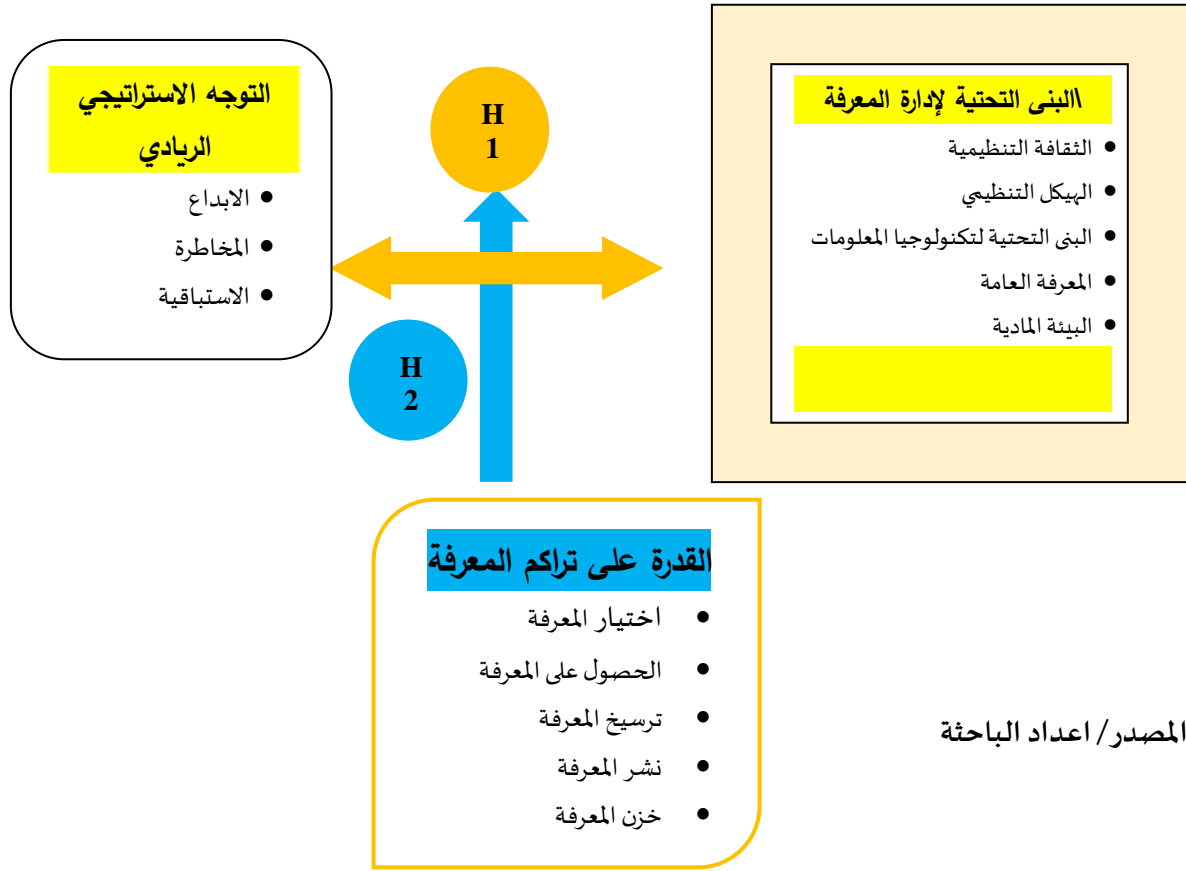 \البنى التحتية لإدارة المعرفة
• الثقافة التنظيمية
• الهيكل التنظيمي
• البنى التحتية لتكنولوجيا المعلومات
• المعرفة العامة
• البيئة المادية
H
1
التوجه الاستراتيجي
الريادي
• الابداع
• المخاطرة
• الاستباقية
H
2
القدرة على تراكم المعرفة
• اختيار المعرفة
• الحصول على المعرفة
• ترسيخ المعرفة
• نشر المعرفة
• خزن المعرفة
المصدر/ اعداد الباحثة